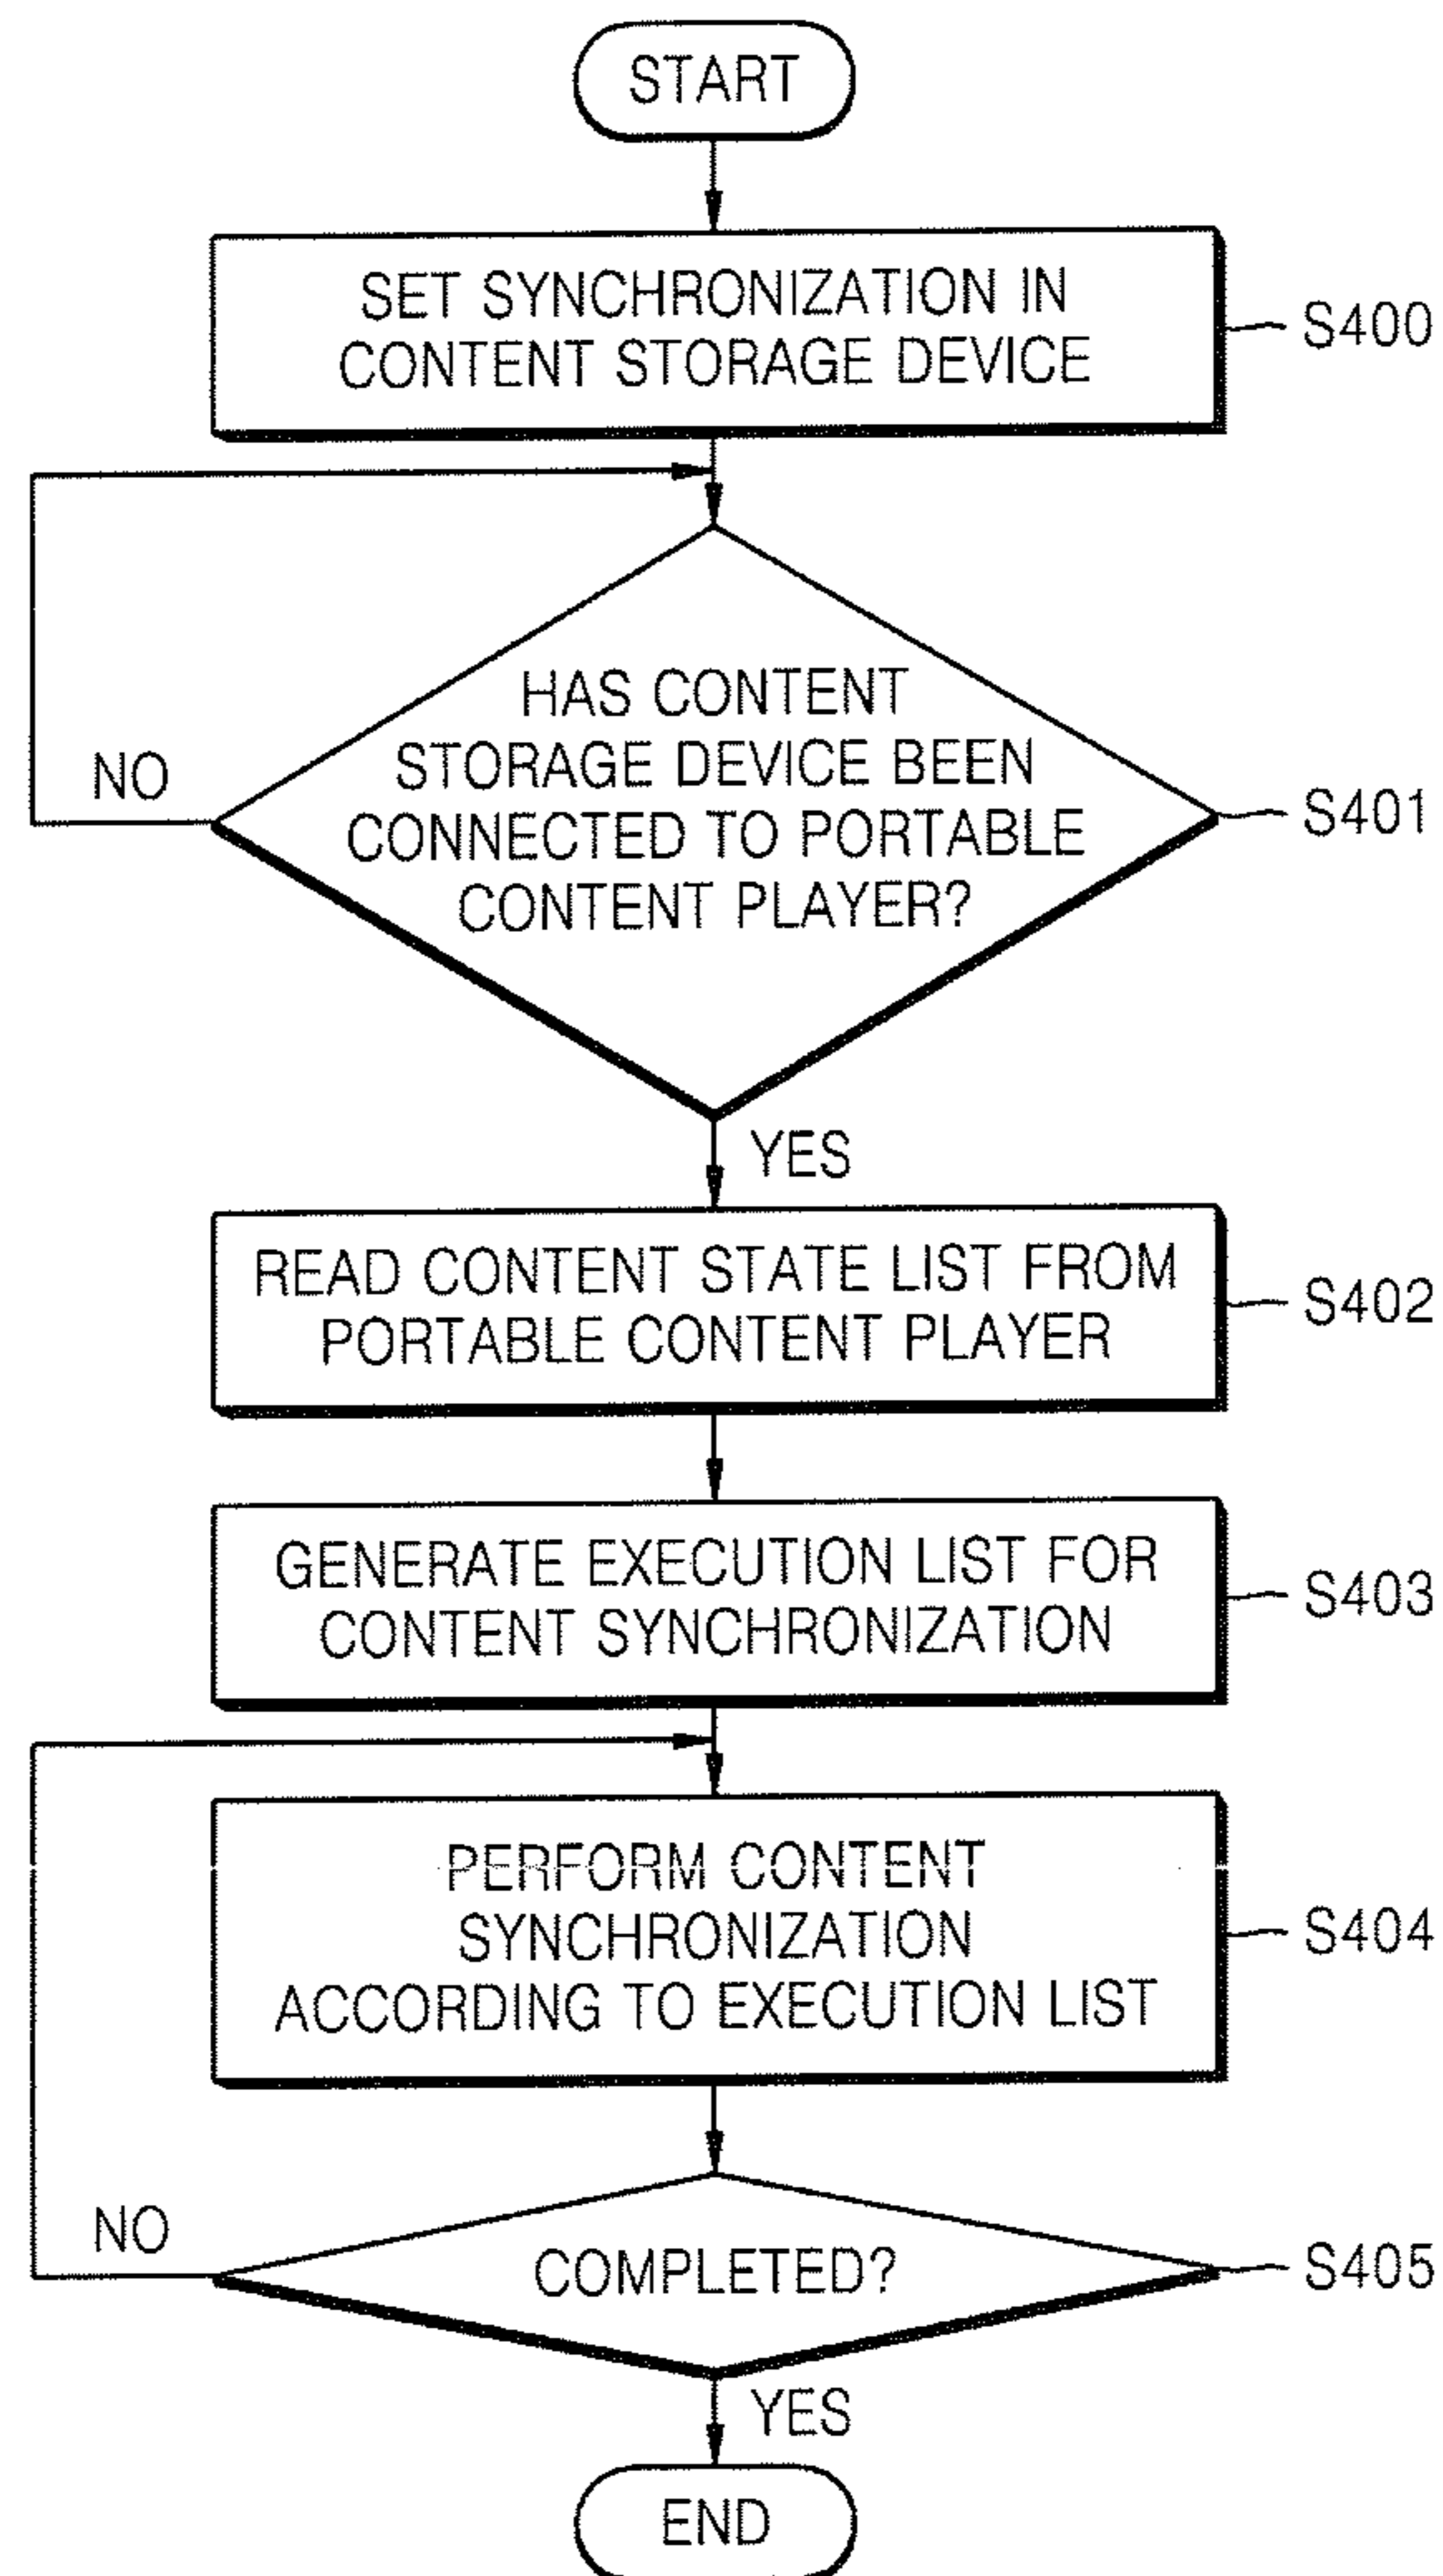 START
SET SYNCHRONIZATION IN
CONTENT STORAGE DEVICE
S400
HAS CONTENT
STORAGE DEVICE BEEN
CONNECTED TO PORTABLE
CONTENT PLAYER?
NO
S401
YES
READ CONTENT STATE LIST FROM
PORTABLE CONTENT PLAYER
S402
GENERATE EXECUTION LIST FOR
CONTENT SYNCHRONIZATION
S403
PERFORM CONTENT
SYNCHRONIZATION
ACCORDING TO EXECUTION LIST
S404
NO
COMPLETED?
S405
YES
END